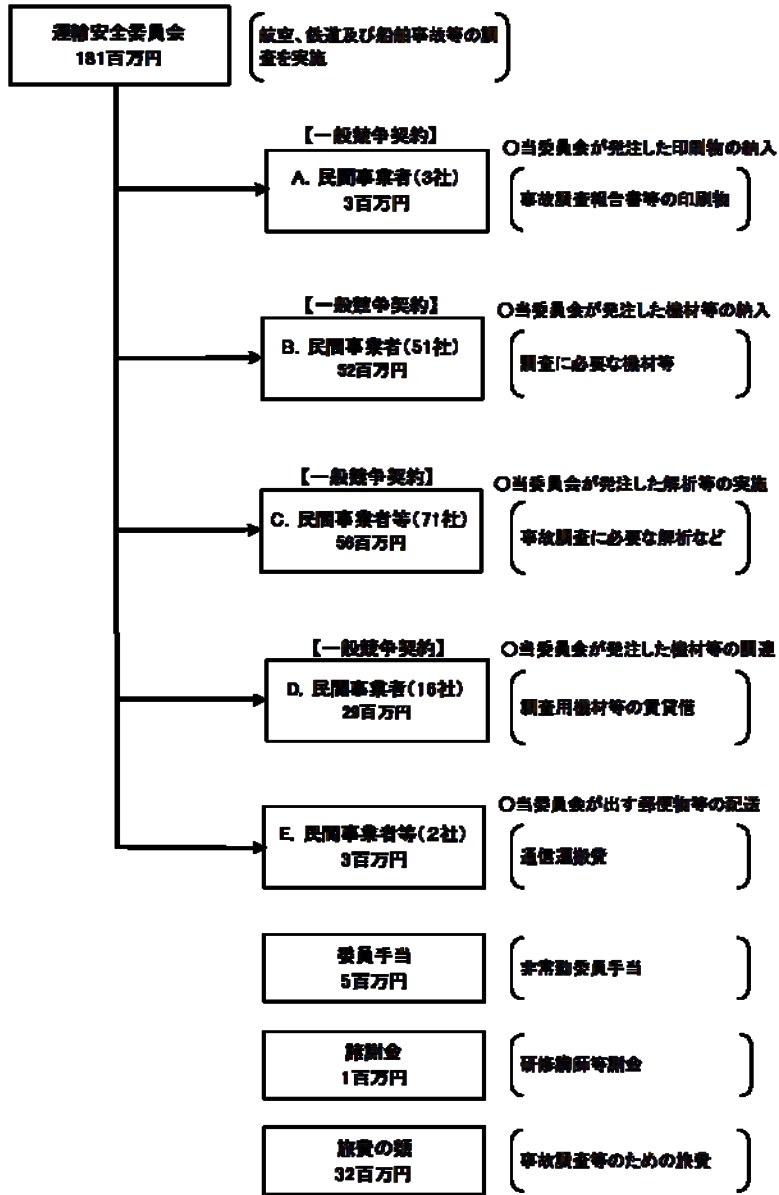 運輸安全委員会
181百万円
航空、鉄道及び船舶事故等の調
査を実施
【一般競争契約】
A. 民間事業者(3社)
3百万円
○当委員会が発注した印刷物の納入
事故調査報告書等の印刷物
【一般競争契約】
B. 民間事業者(51社)
52百万円
○当委員会が発注した機材等の納入
調査に必要な機材等
【一般競争契約】
C. 民間事業者等(71社)
56百万円
○当委員会が発注した解析等の実施
事故調査に必要な解析など
【一般競争契約】
D. 民間事業者(16社)
29百万円
○当委員会が発注した機材等の調達
調査用機材等の賃貸借
E. 民間事業者等(2社)
3百万円
○当委員会が出す郵便物等の配送
通信運搬費
委員手当
5百万円
非常勤委員手当
諸謝金
1百万円
研修講師等謝金
旅費の類
32百万円
事故調査等のための旅費